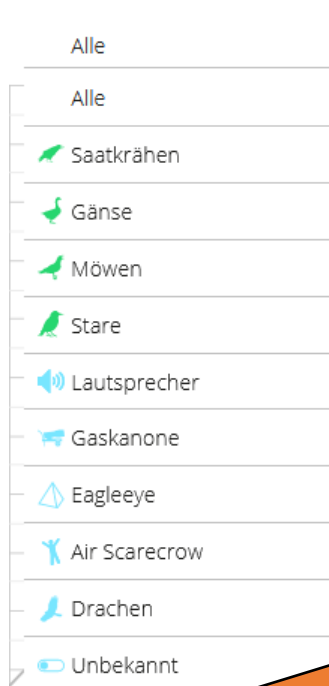 Alle
Alle
Saatkrähen
Gänse
Möwen
Stare
Lautsprecher
Gaskanone
Eagleeye
Air Scarecrow
Drachen
Unbekannt